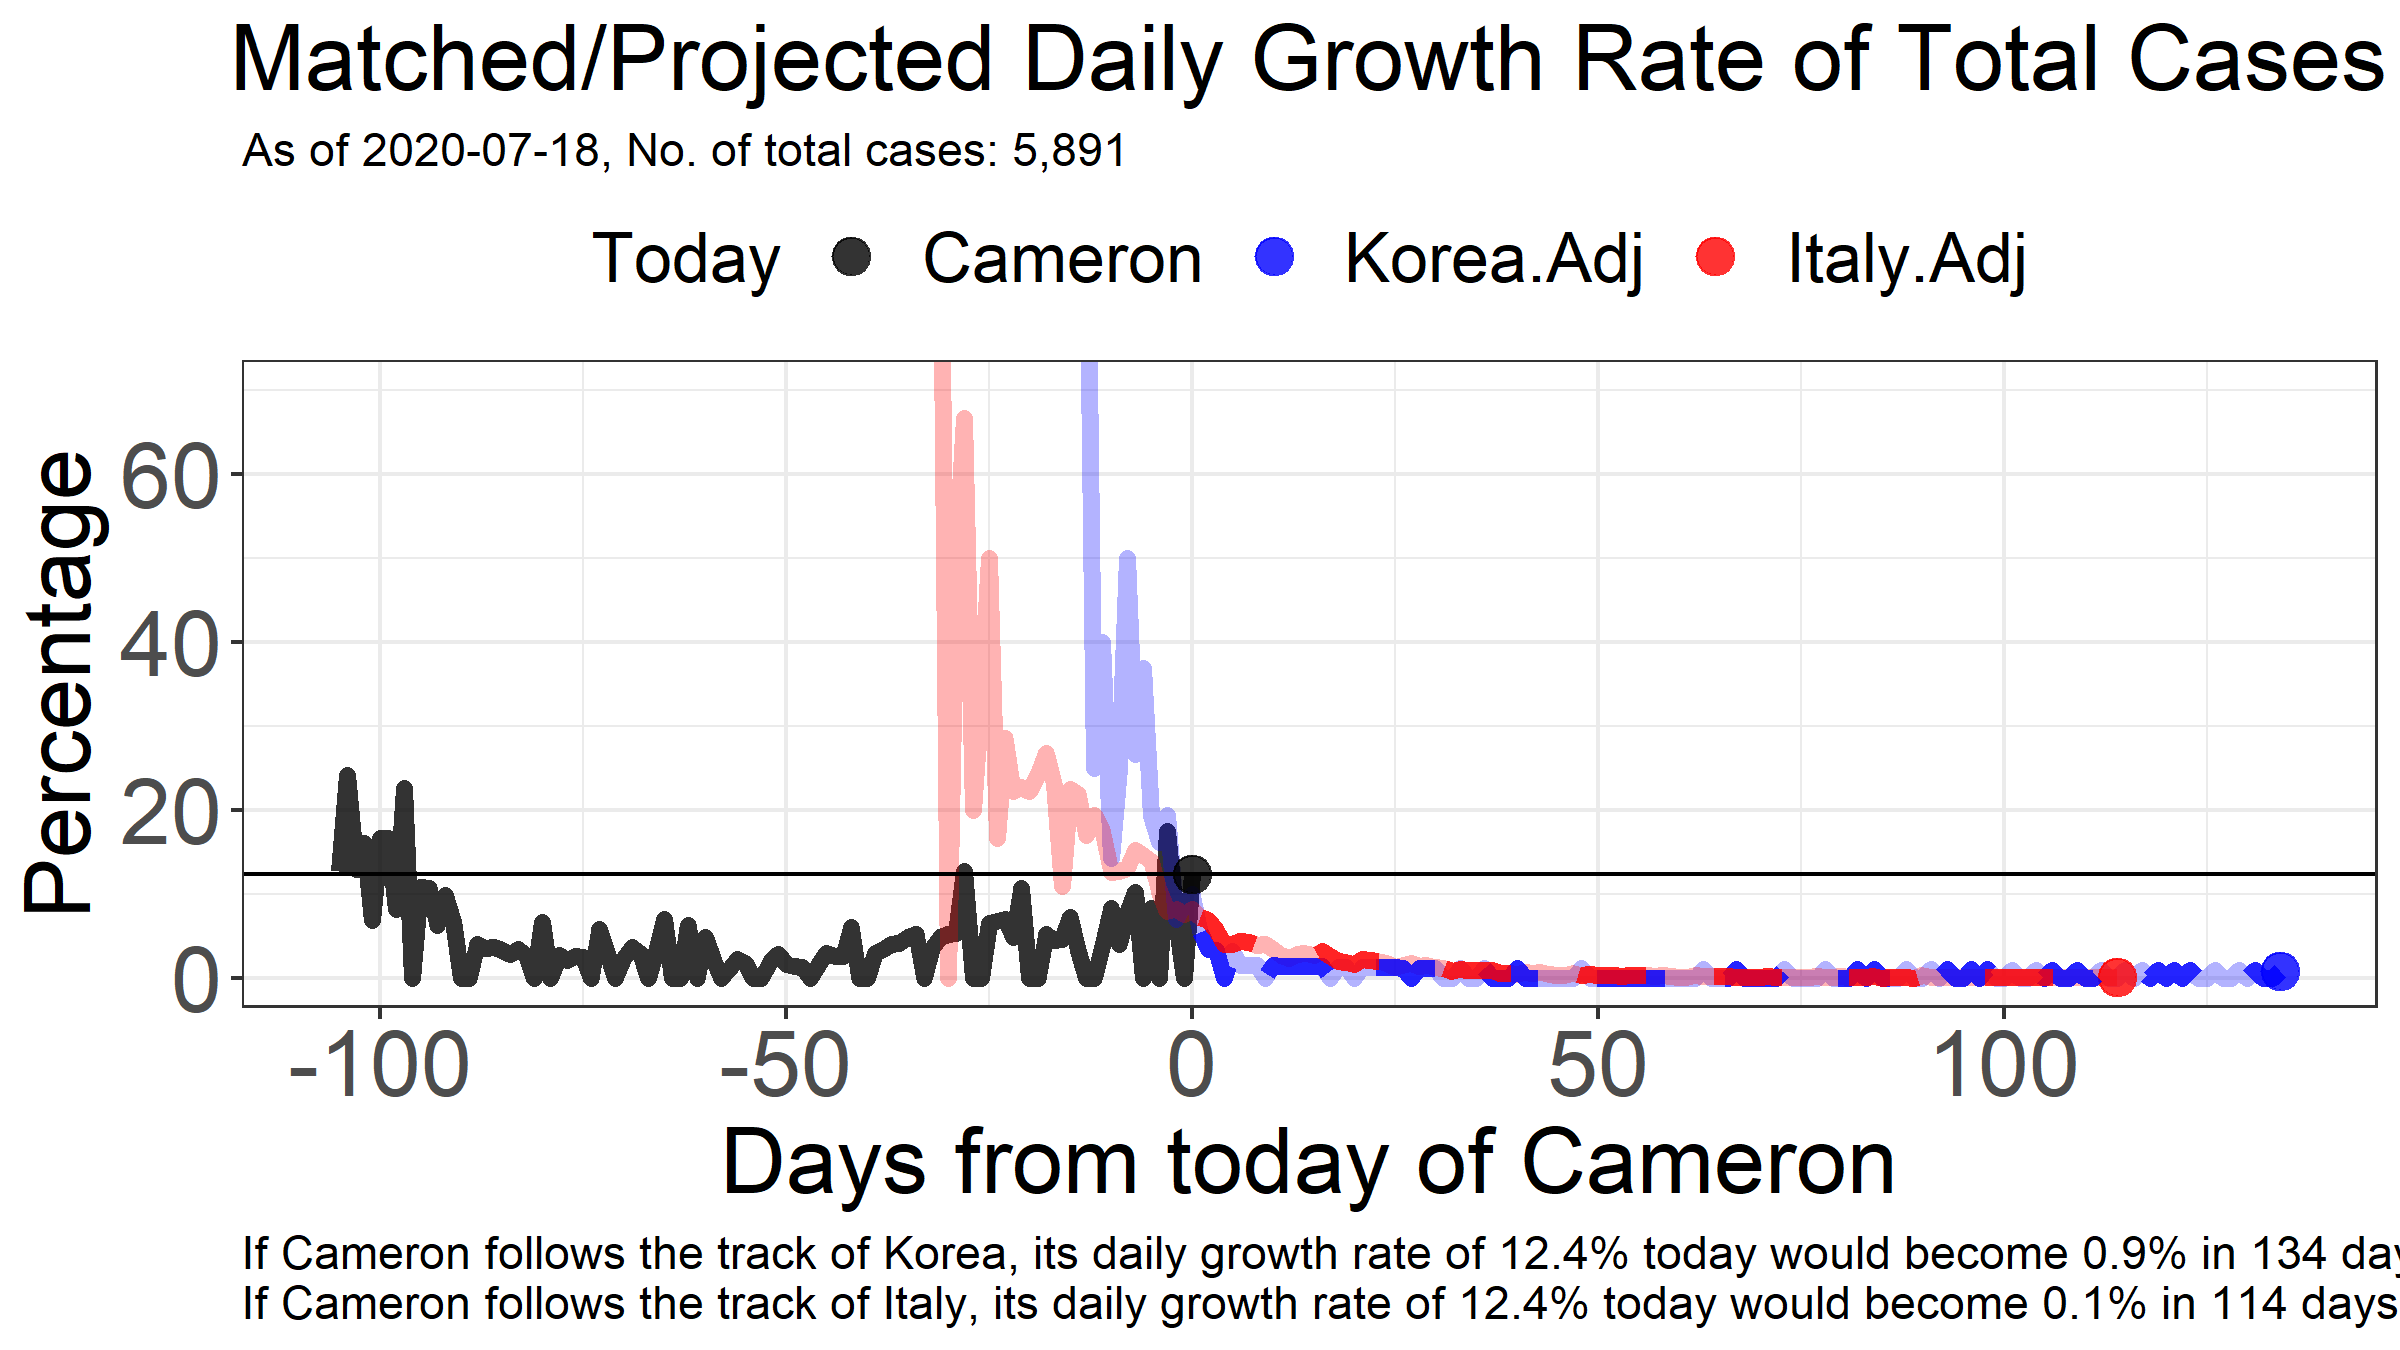 Matched/Projected Daily Growth Rate of Total Cases
As of 2020-07-18, No. of total cases: 5,891
Today Cameron Korea.Adj Italy.Adj
Percentage
60
40
20
0
-100 -50 0 50 100
Days from today of Cameron
If Cameron follows the track of Korea, its daily growth rate of 12.4% today would become 0.9% in 134 day
If Cameron follows the track of Italy, its daily growth rate of 12.4% today would become 0.1% in 114 days